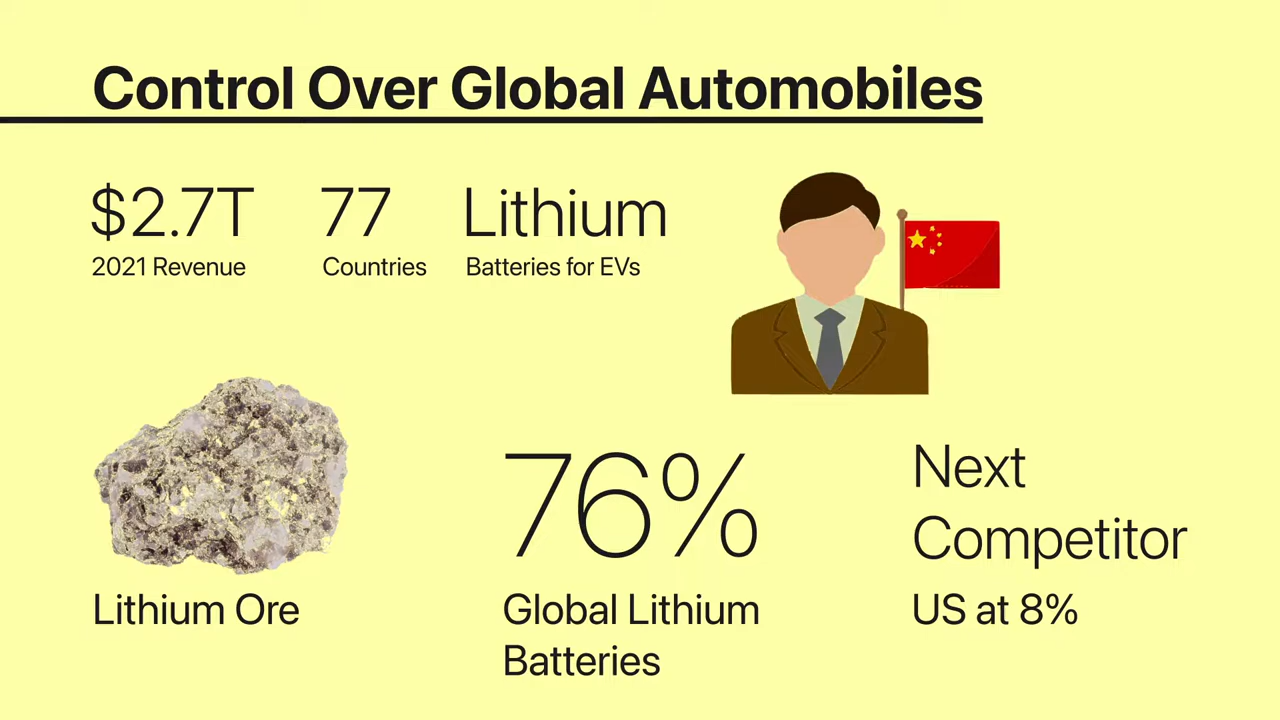 Control Over Global Automobiles
$2.7T
2021 Revenue
77
Countries
Lithium
Batteries for EVs
Lithium Ore
76%
Global Lithium
Batteries
Next
Competitor
US at 8%